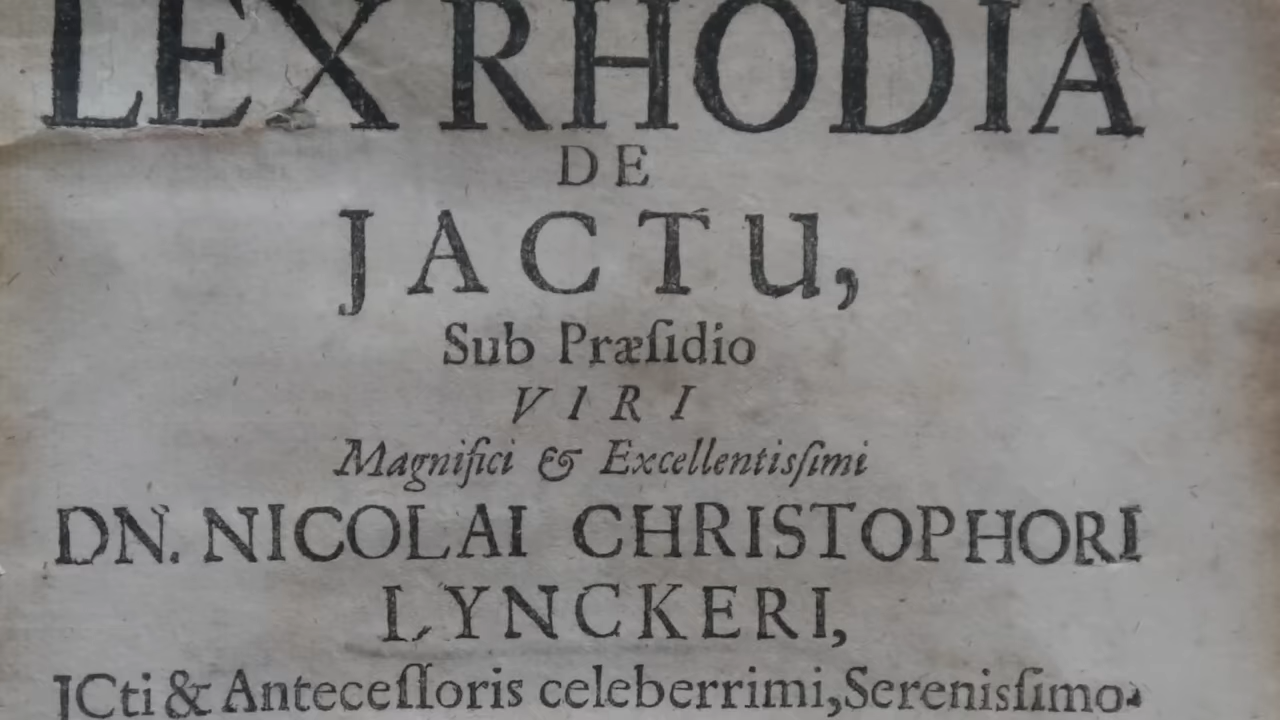 LEX RHODIA
DE
JACTU,
Sub Præſidio
VIRI
Magnifici & Excellentisſimi
DN. NICOLAI CHRISTOPHORI
LYNCKERI,
JCti & Anteceſſoris celeberrimi, Serenisſimo-